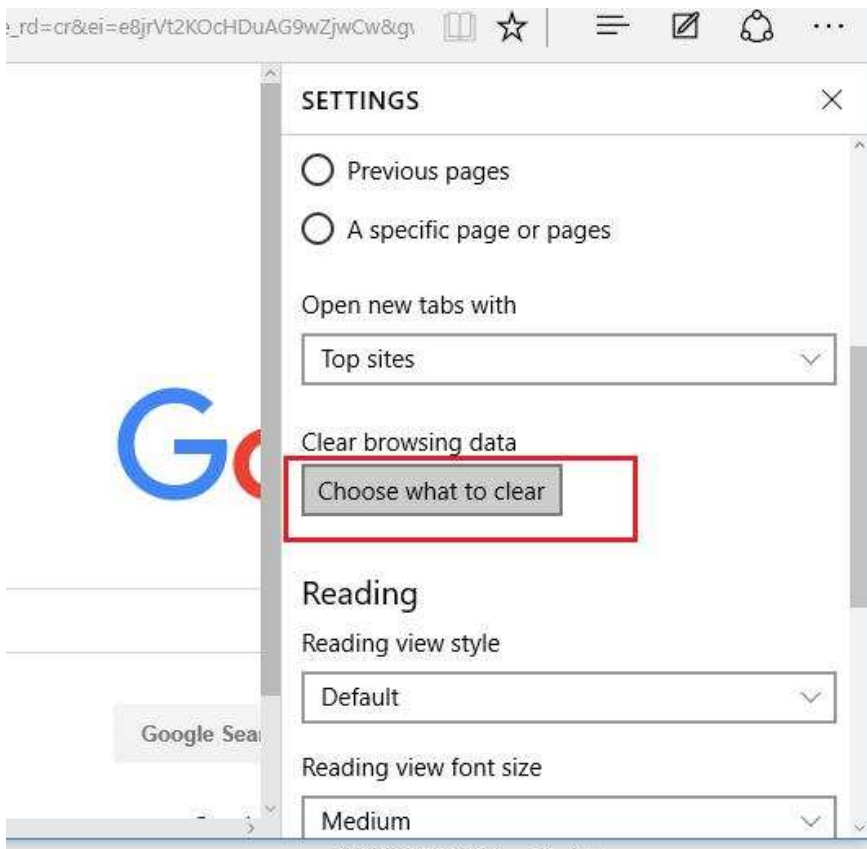 e_rd=cr&ei=e8jrVt2KOcHDuAG9wZjwCw&g
SETTINGS
Previous pages
A specific page or pages
Open new tabs with
Top sites
Clear browsing data
Choose what to clear
Reading
Reading view style
Default
Google Sea
Reading view font size
Medium